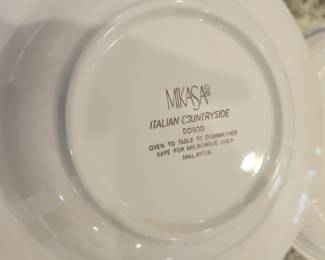 MIKASA®
ITALIAN COUNTRYSIDE
DD900
OVEN TO TABLE TO DISHWASHER
SAFE FOR MICROWAVE OVEN
MALAYSIA